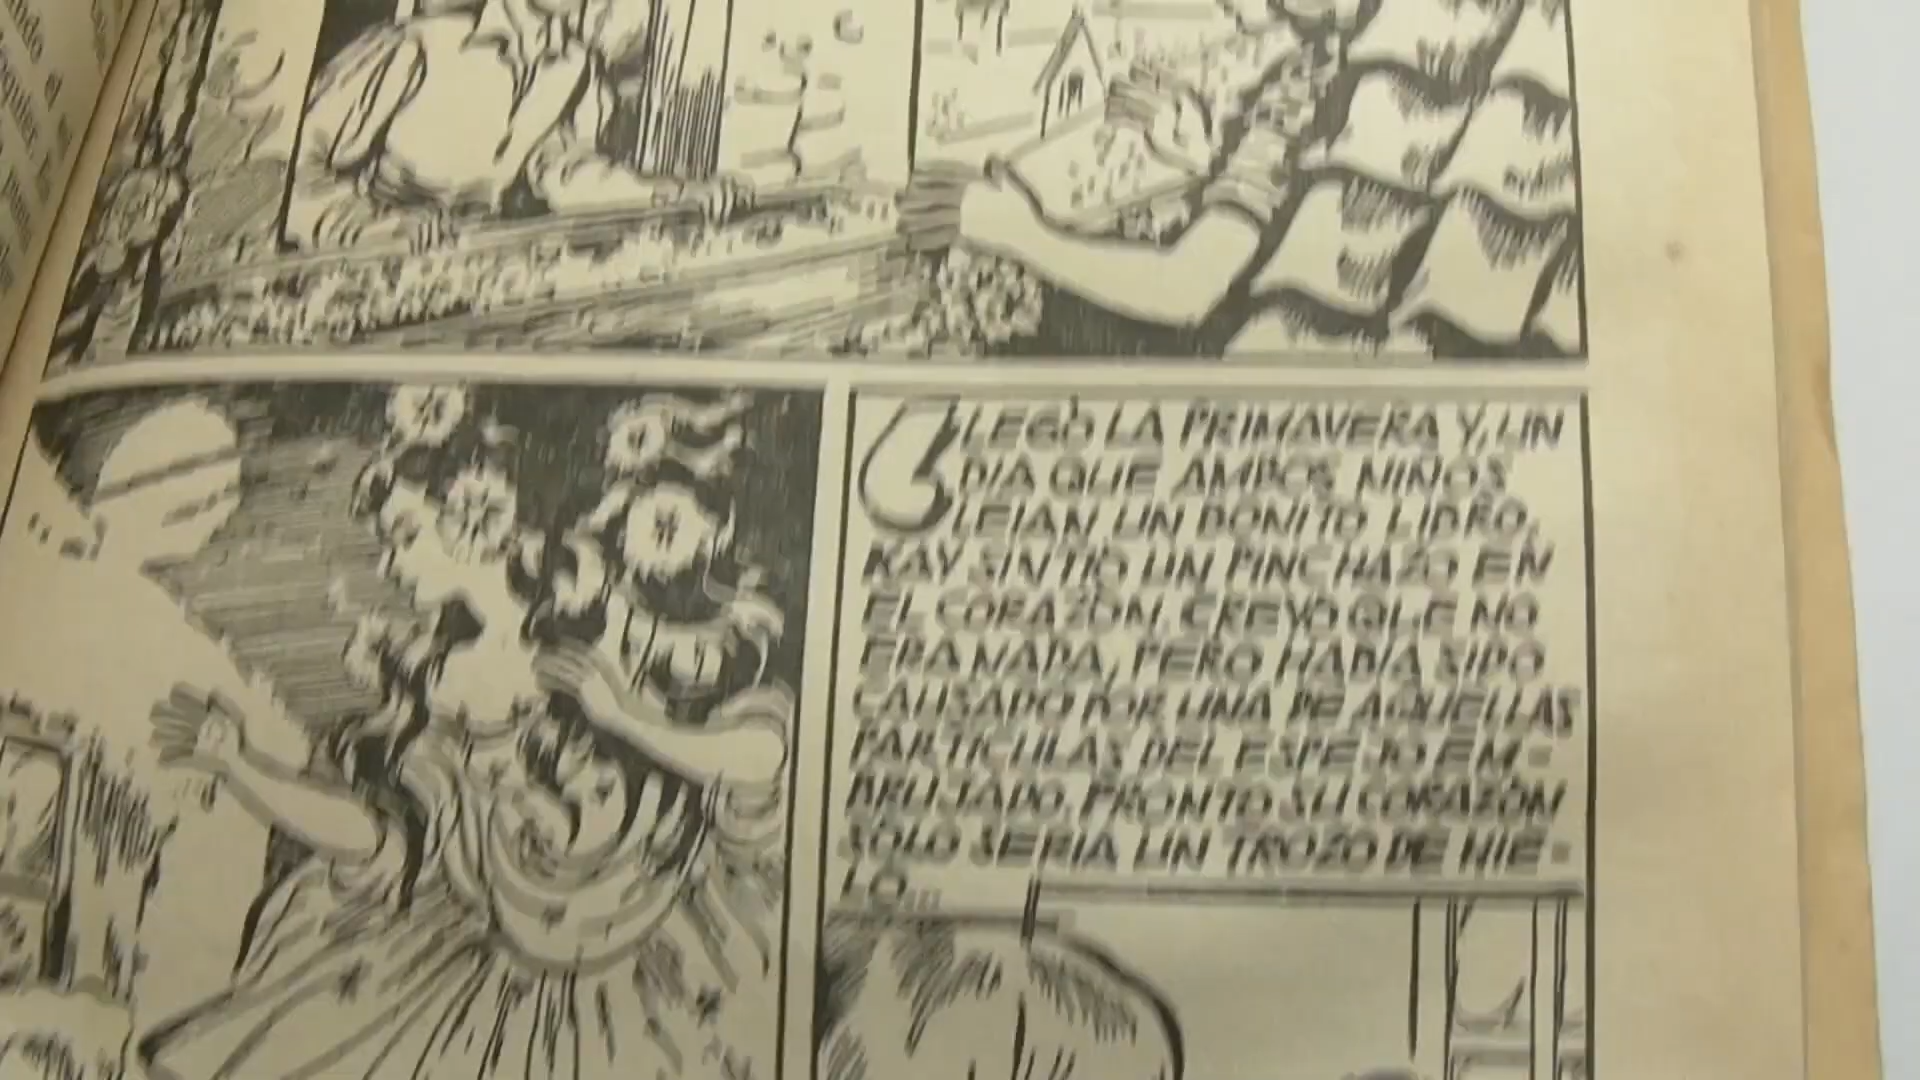 LLEGÓ LA PRIMAVERA Y, UN
DÍA QUE AMBOS NIÑOS
LEÍAN UN BONITO LIBRO,
KAY SINTIÓ UN PINCHAZO EN
EL CORAZÓN. CREYÓ QUE NO
ERA NADA, PERO HABÍA SIDO
CAUSADO POR UNA DE AQUELLAS
PARTÍCULAS DEL ESPEJO EM-
BRUJADO. PRONTO SU CORAZÓN
SÓLO SERÍA UN TROZO DE HIE-
LO...